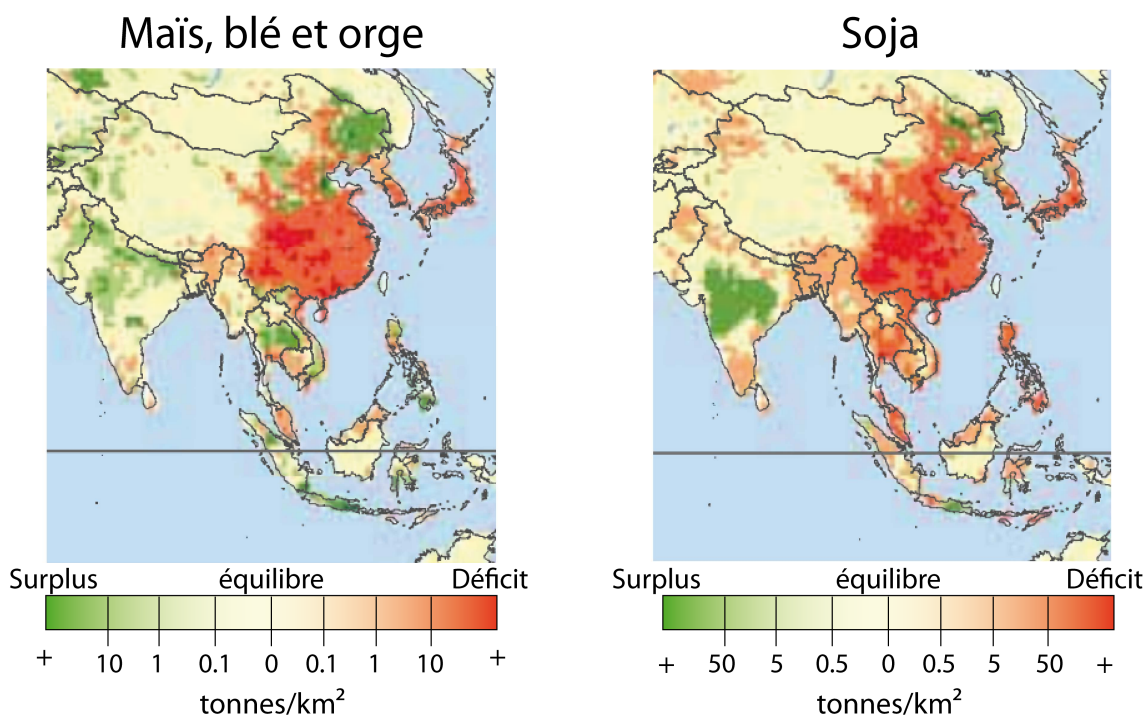 Maïs, blé et orge
Soja
Surplus équilibre Déficit
+ 10 1 0.1 0 0.1 1 10 +
tonnes/km²
Surplus équilibre Déficit
+ 50 5 0.5 0 0.5 5 50 +
tonnes/km²